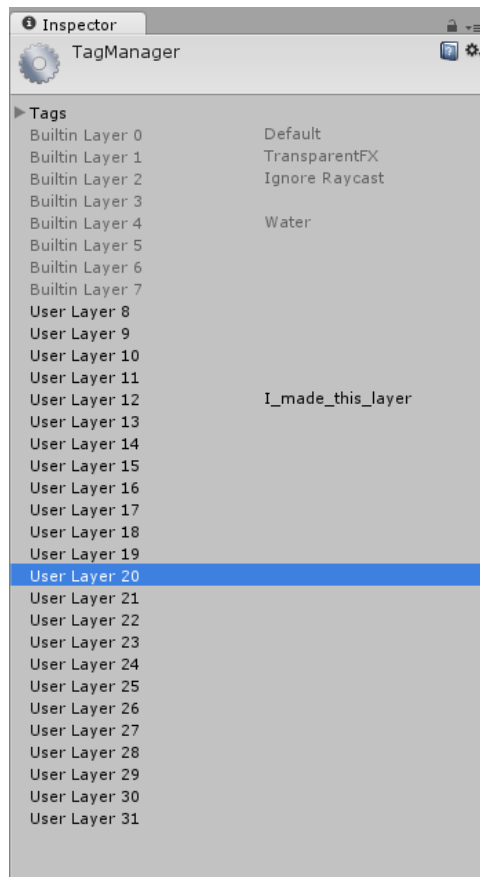 Inspector
TagManager
Tags
Builtin Layer 0 Default
Builtin Layer 1 TransparentFX
Builtin Layer 2 Ignore Raycast
Builtin Layer 3
Builtin Layer 4 Water
Builtin Layer 5
Builtin Layer 6
Builtin Layer 7
User Layer 8
User Layer 9
User Layer 10
User Layer 11
User Layer 12 I_made_this_layer
User Layer 13
User Layer 14
User Layer 15
User Layer 16
User Layer 17
User Layer 18
User Layer 19
User Layer 20
User Layer 21
User Layer 22
User Layer 23
User Layer 24
User Layer 25
User Layer 26
User Layer 27
User Layer 28
User Layer 29
User Layer 30
User Layer 31